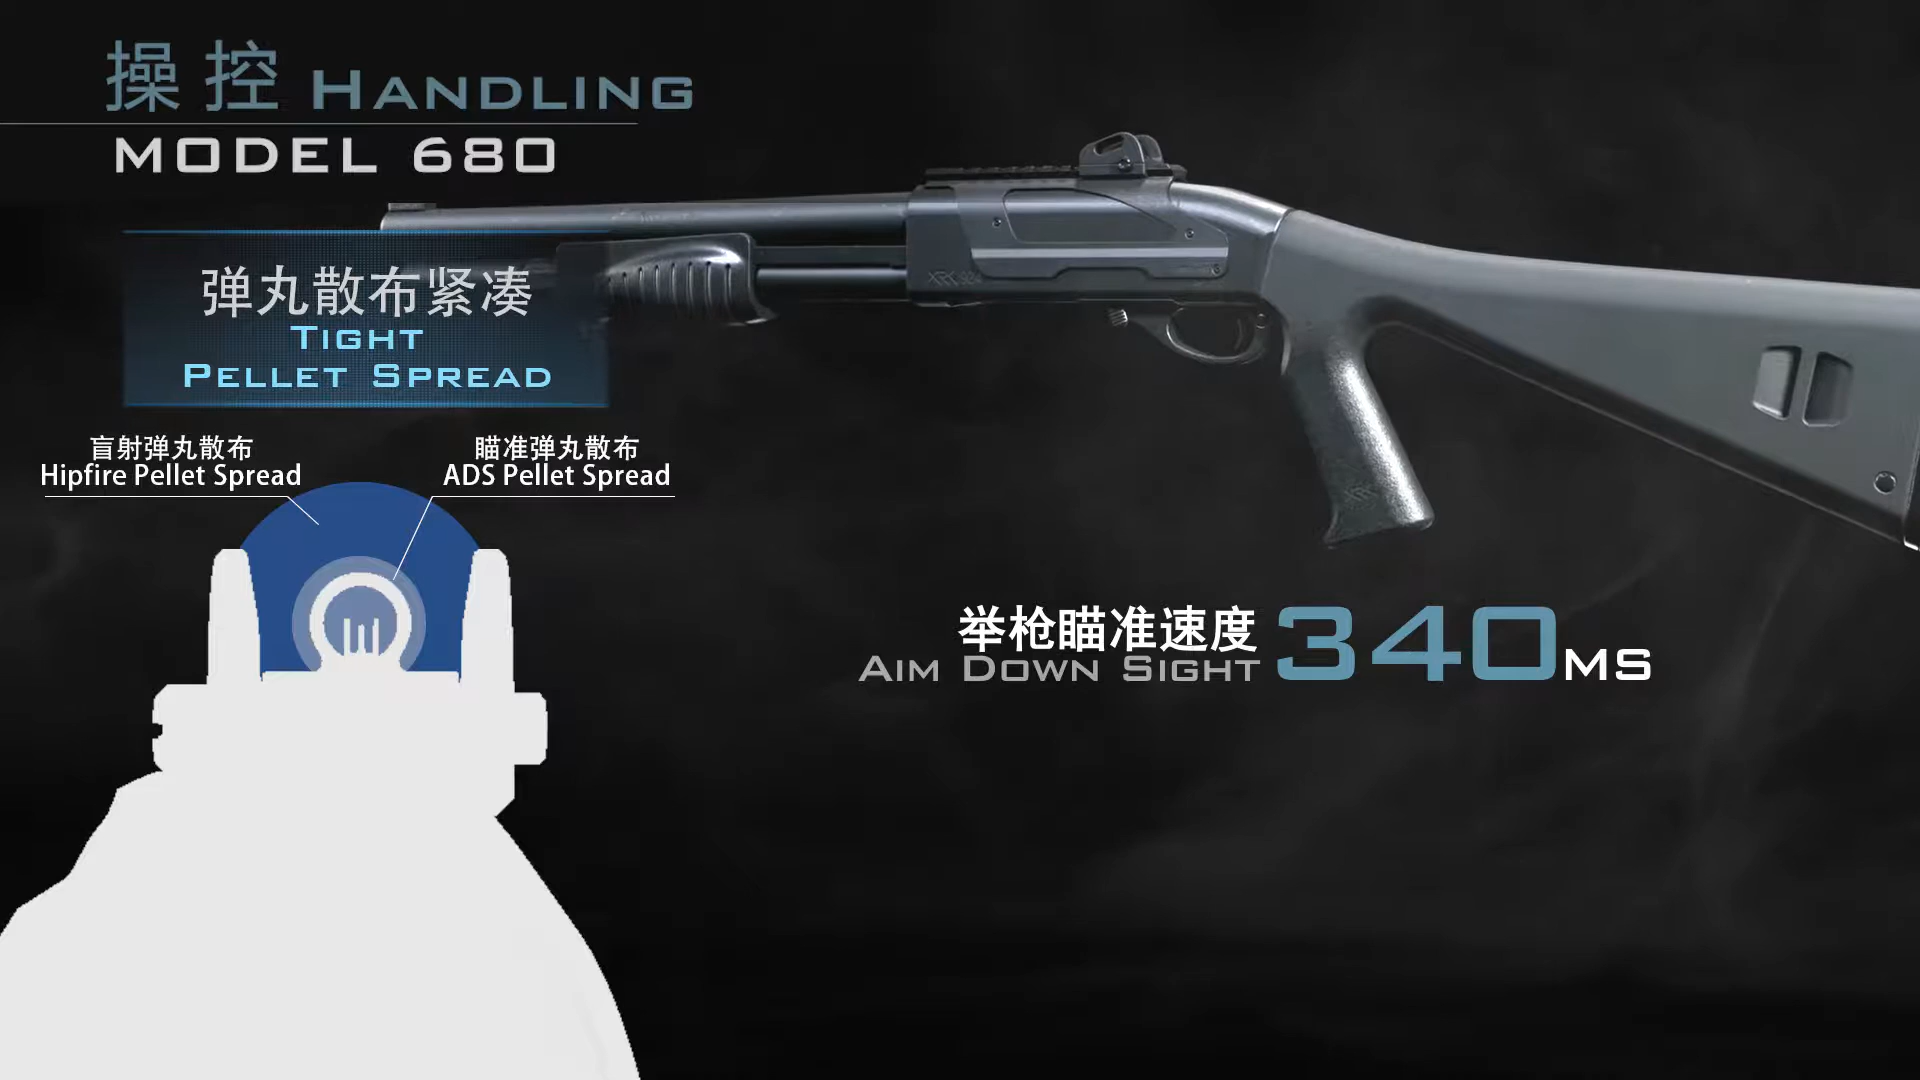 操控 HANDLING
MODEL 680
弹丸散布紧凑
TIGHT
PELLET SPREAD
盲射弹丸散布
Hipfire Pellet Spread
瞄准弹丸散布
ADS Pellet Spread
举枪瞄准速度 340MS
AIM DOWN SIGHT
XRK